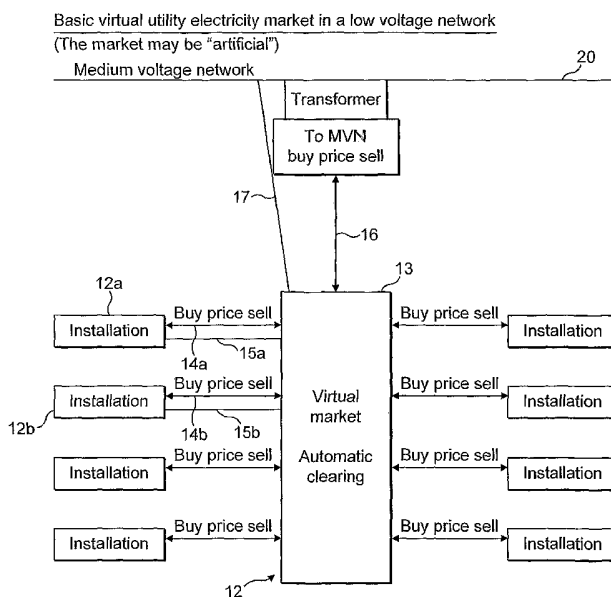 Basic virtual utility electricity market in a low voltage network
(The market may be “artificial”)
Medium voltage network
20
Transformer
To MVN
buy price sell
17
16
13
12a
Buy price sell
Buy price sell
Installation
Installation
14a
15a
Buy price sell
Buy price sell
Installation
Virtual
market
Installation
12b
14b
15b
Buy price sell
Automatic
clearing
Buy price sell
Installation
Installation
Buy price sell
Buy price sell
Installation
Installation
12